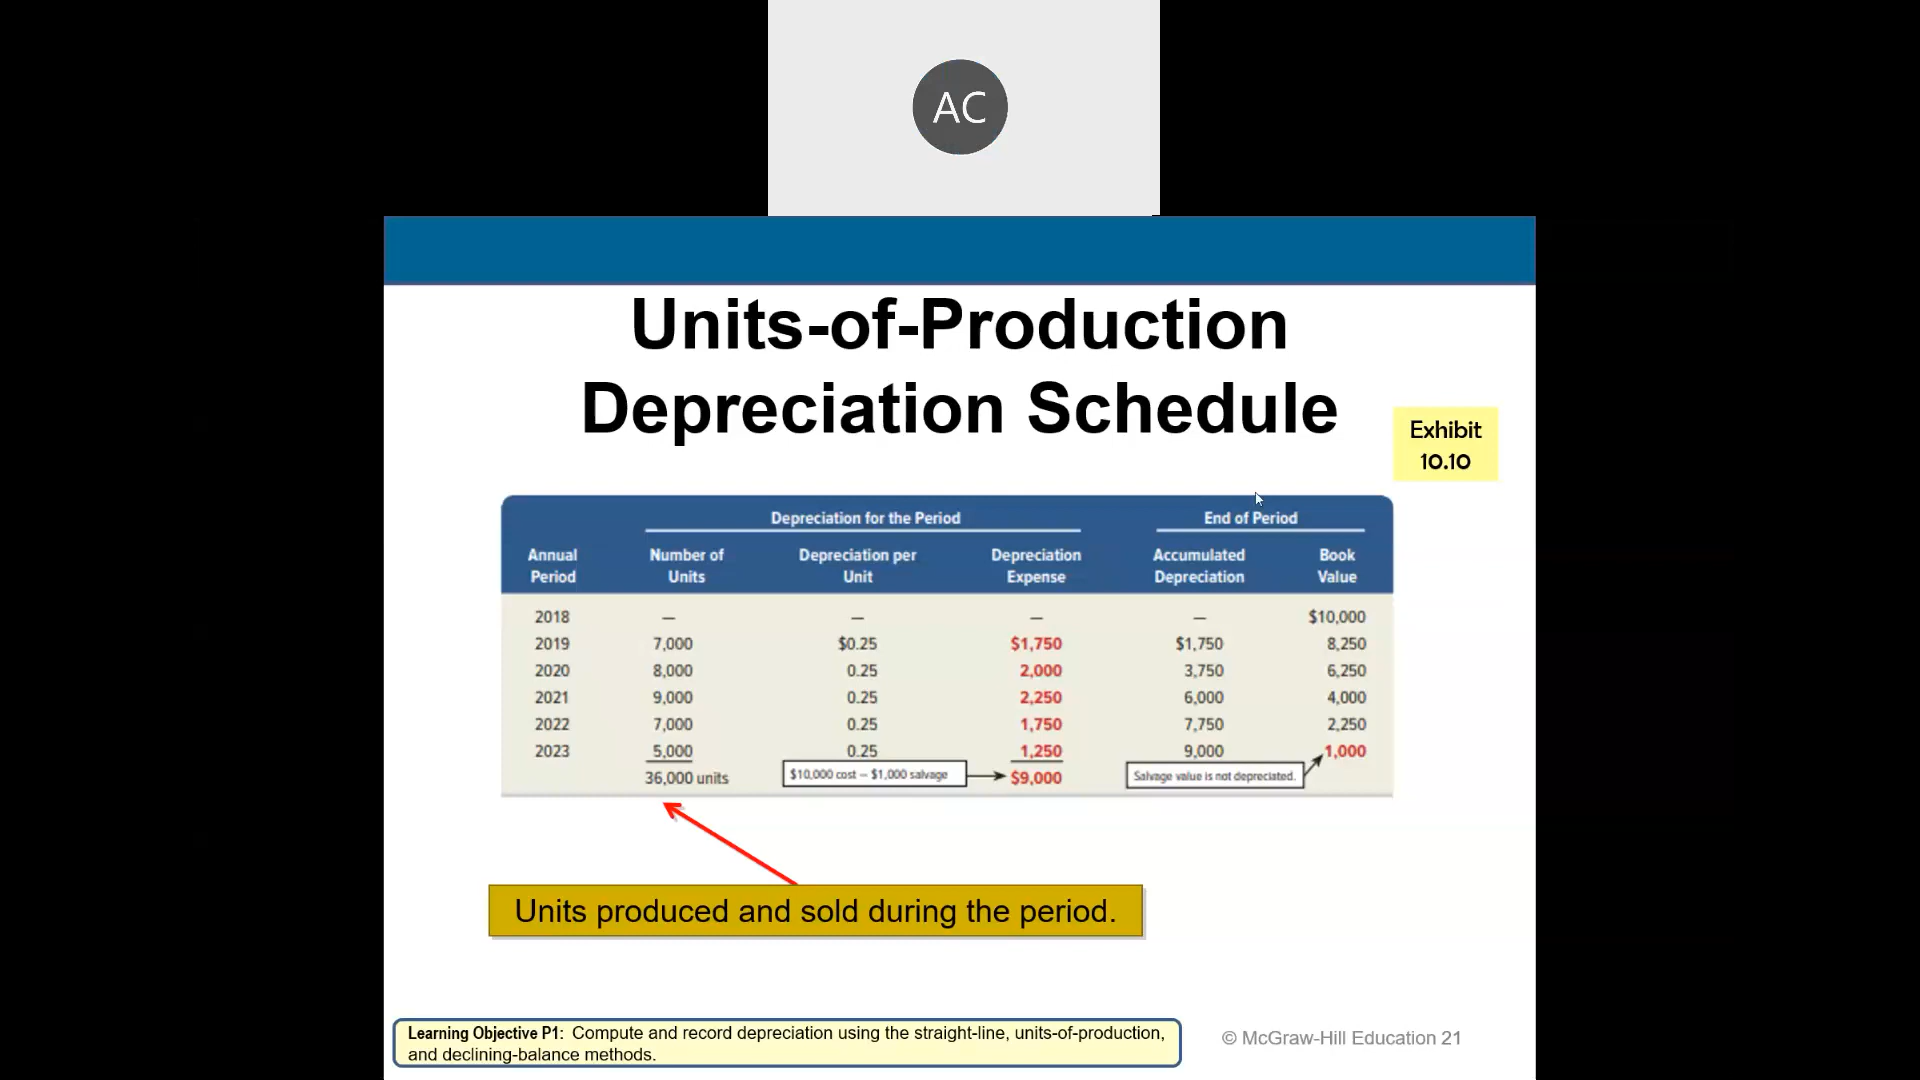 AC
Units-of-Production
Depreciation Schedule
Exhibit
10.10
Depreciation for the Period End of Period
Annual Number of Depreciation per Depreciation Accumulated Book
Period Units Unit Expense Depreciation Value
2018 — — — — $10,000
2019 7,000 $0.25 $1,750 $1,750 8,250
2020 8,000 0.25 2,000 3,750 6,250
2021 9,000 0.25 2,250 6,000 4,000
2022 7,000 0.25 1,750 7,750 2,250
2023 5,000 0.25 1,250 9,000 1,000
36,000 units $10,000 cost – $1,000 salvage $9,000 Salvage value is not depreciated.
Units produced and sold during the period.
Learning Objective P1: Compute and record depreciation using the straight-line, units-of-production,
and declining-balance methods.
© McGraw-Hill Education 21